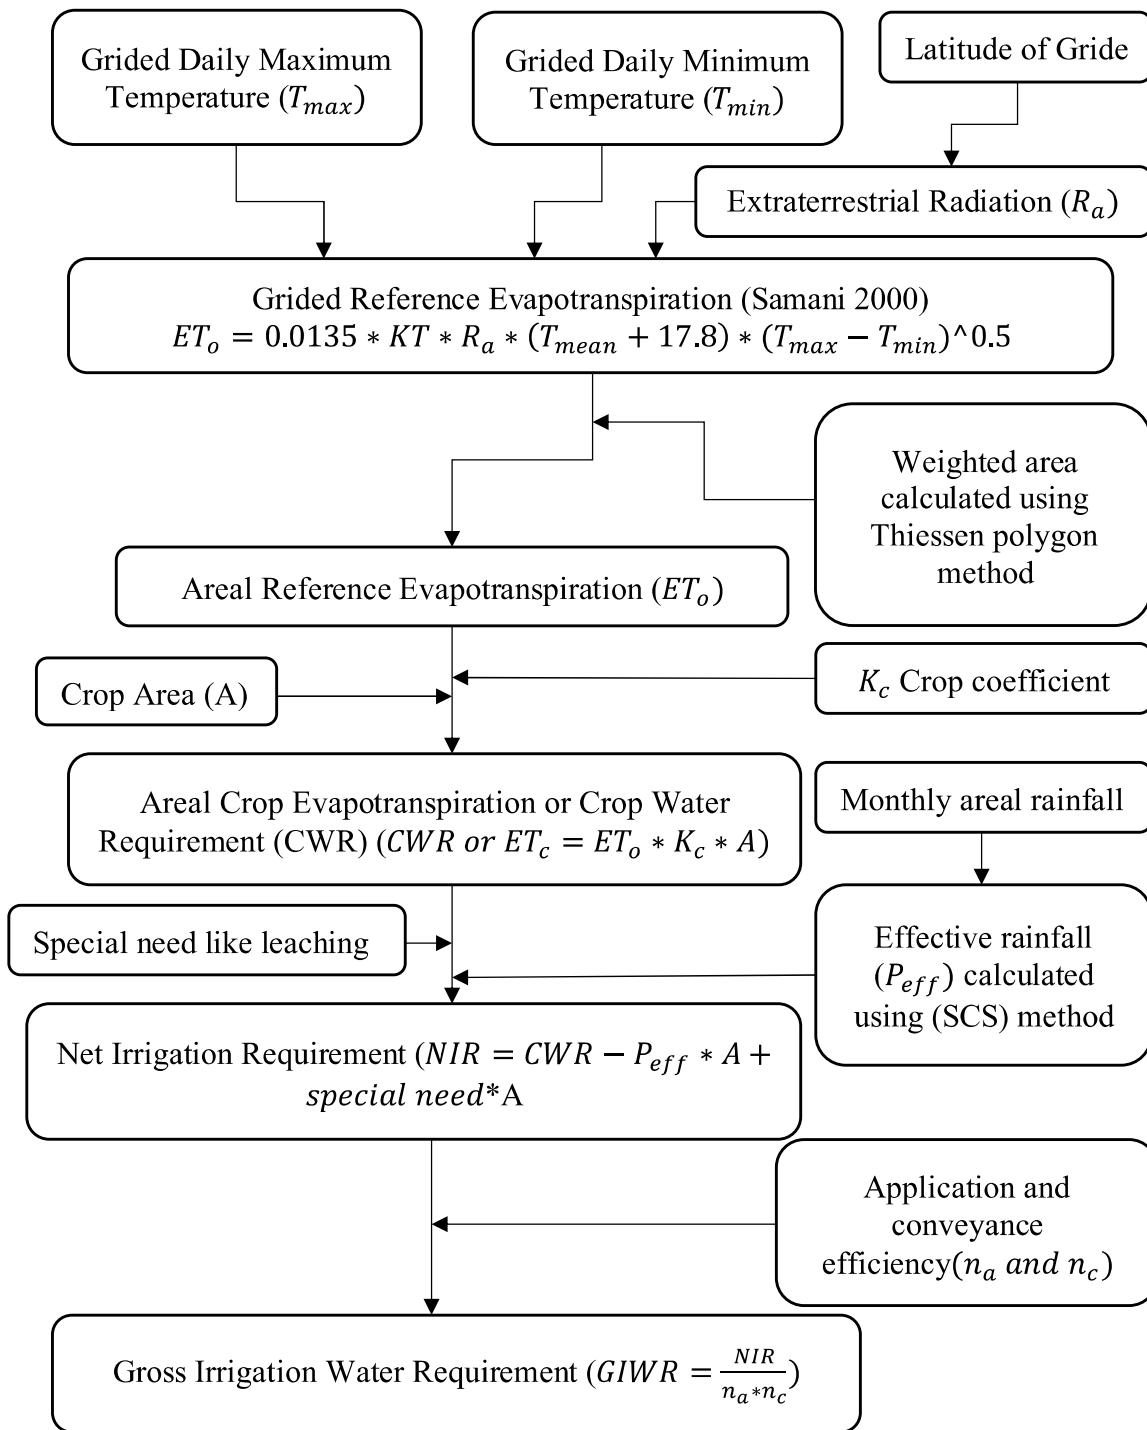 Grided Daily Maximum
Temperature (T_max)
Grided Daily Minimum
Temperature (T_min)
Latitude of Gride
Extraterrestrial Radiation (R_a)
Grided Reference Evapotranspiration (Samani 2000)
ET_o = 0.0135 ∗ KT ∗ R_a ∗ (T_mean + 17.8) ∗ (T_max − T_min)^0.5
Weighted area
calculated using
Thiessen polygon
method
Areal Reference Evapotranspiration (ET_o)
Crop Area (A)
K_c Crop coefficient
Areal Crop Evapotranspiration or Crop Water
Requirement (CWR) (CWR or ET_c = ET_o ∗ K_c ∗ A)
Monthly areal rainfall
Special need like leaching
Effective rainfall
(P_eff) calculated
using (SCS) method
Net Irrigation Requirement (NIR = CWR − P_eff ∗ A +
special need*A
Application and
conveyance
efficiency(n_a and n_c)
Gross Irrigation Water Requirement (GIWR = NIR/(n_a∗n_c))